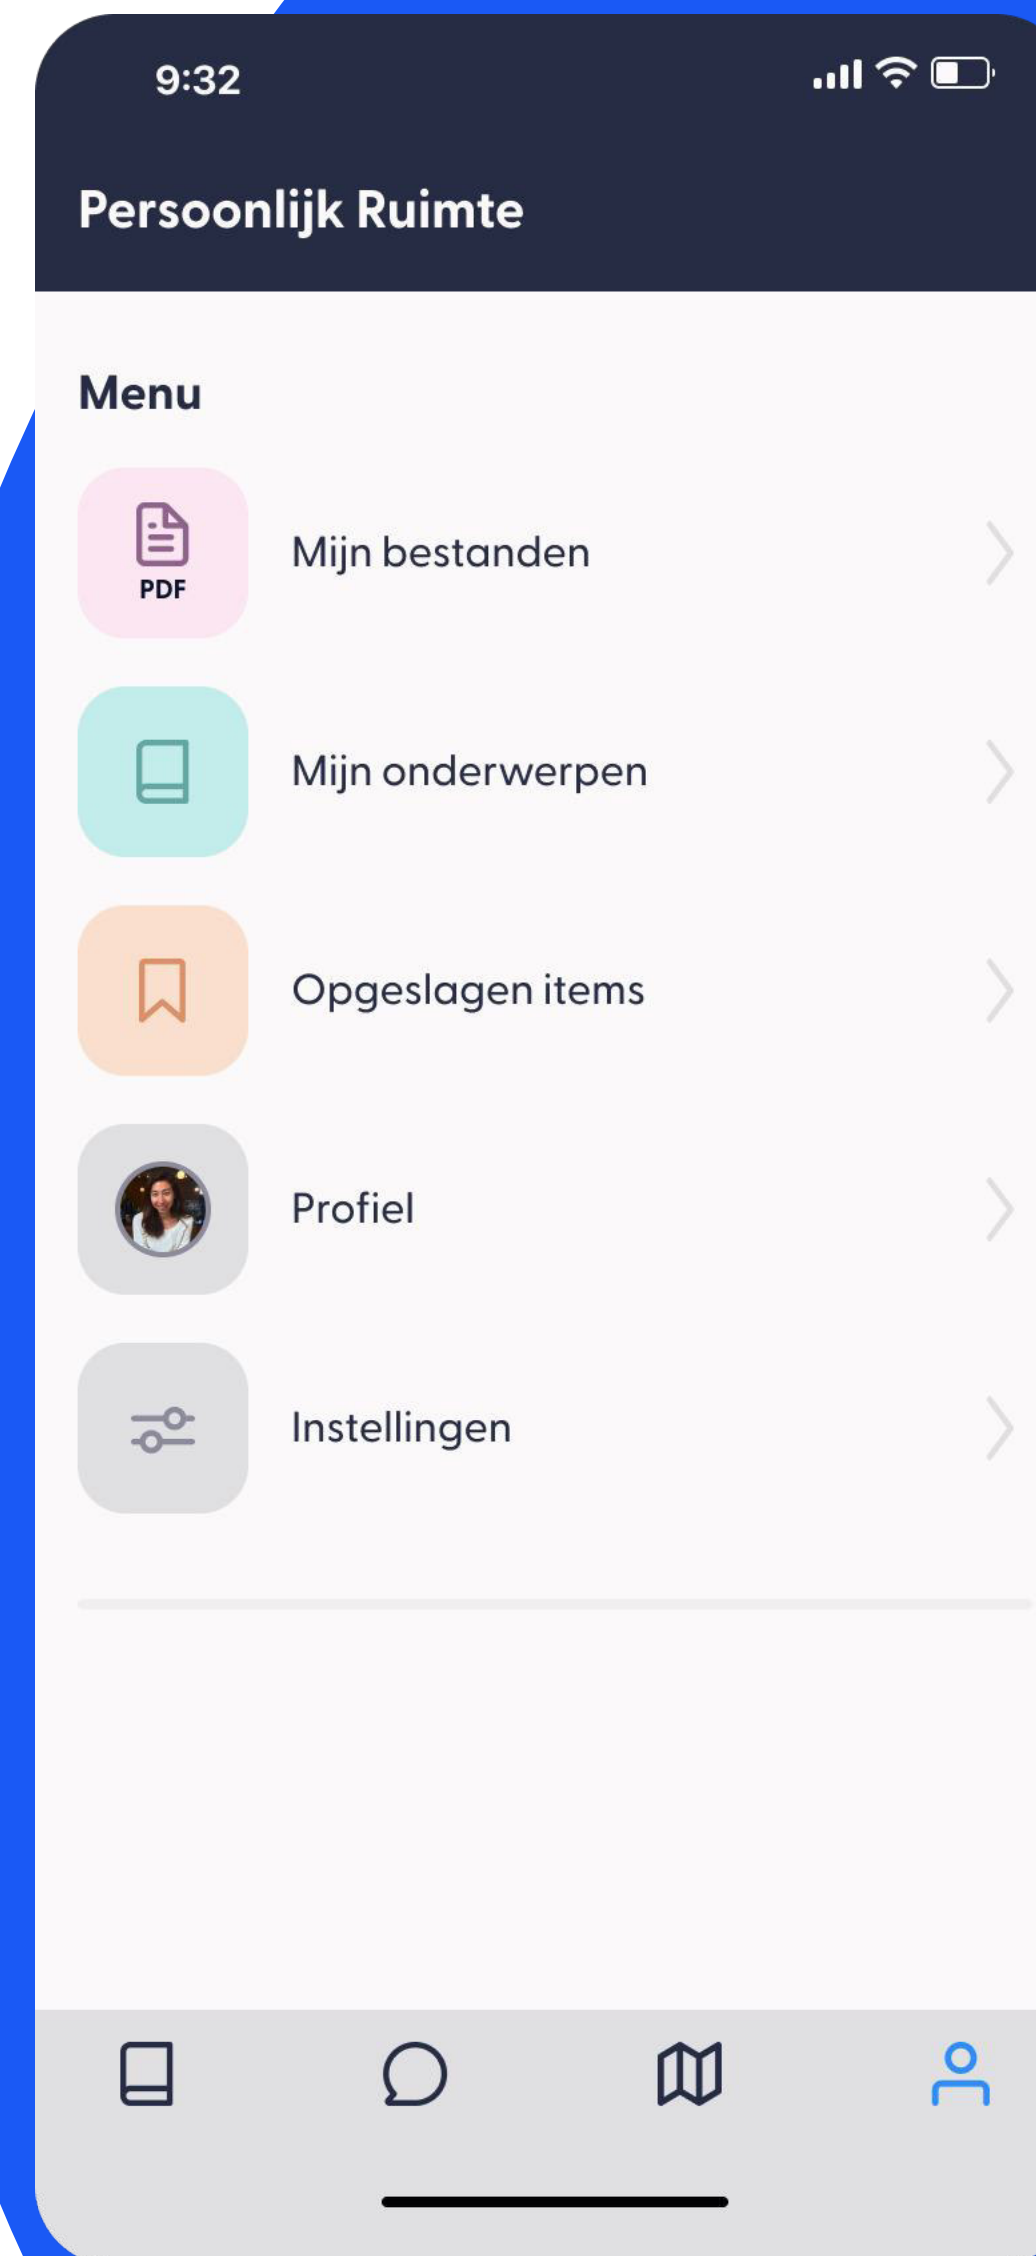 9:32
Persoonlijk Ruimte
Menu
PDF
Mijn bestanden
Mijn onderwerpen
Opgeslagen items
Profiel
Instellingen